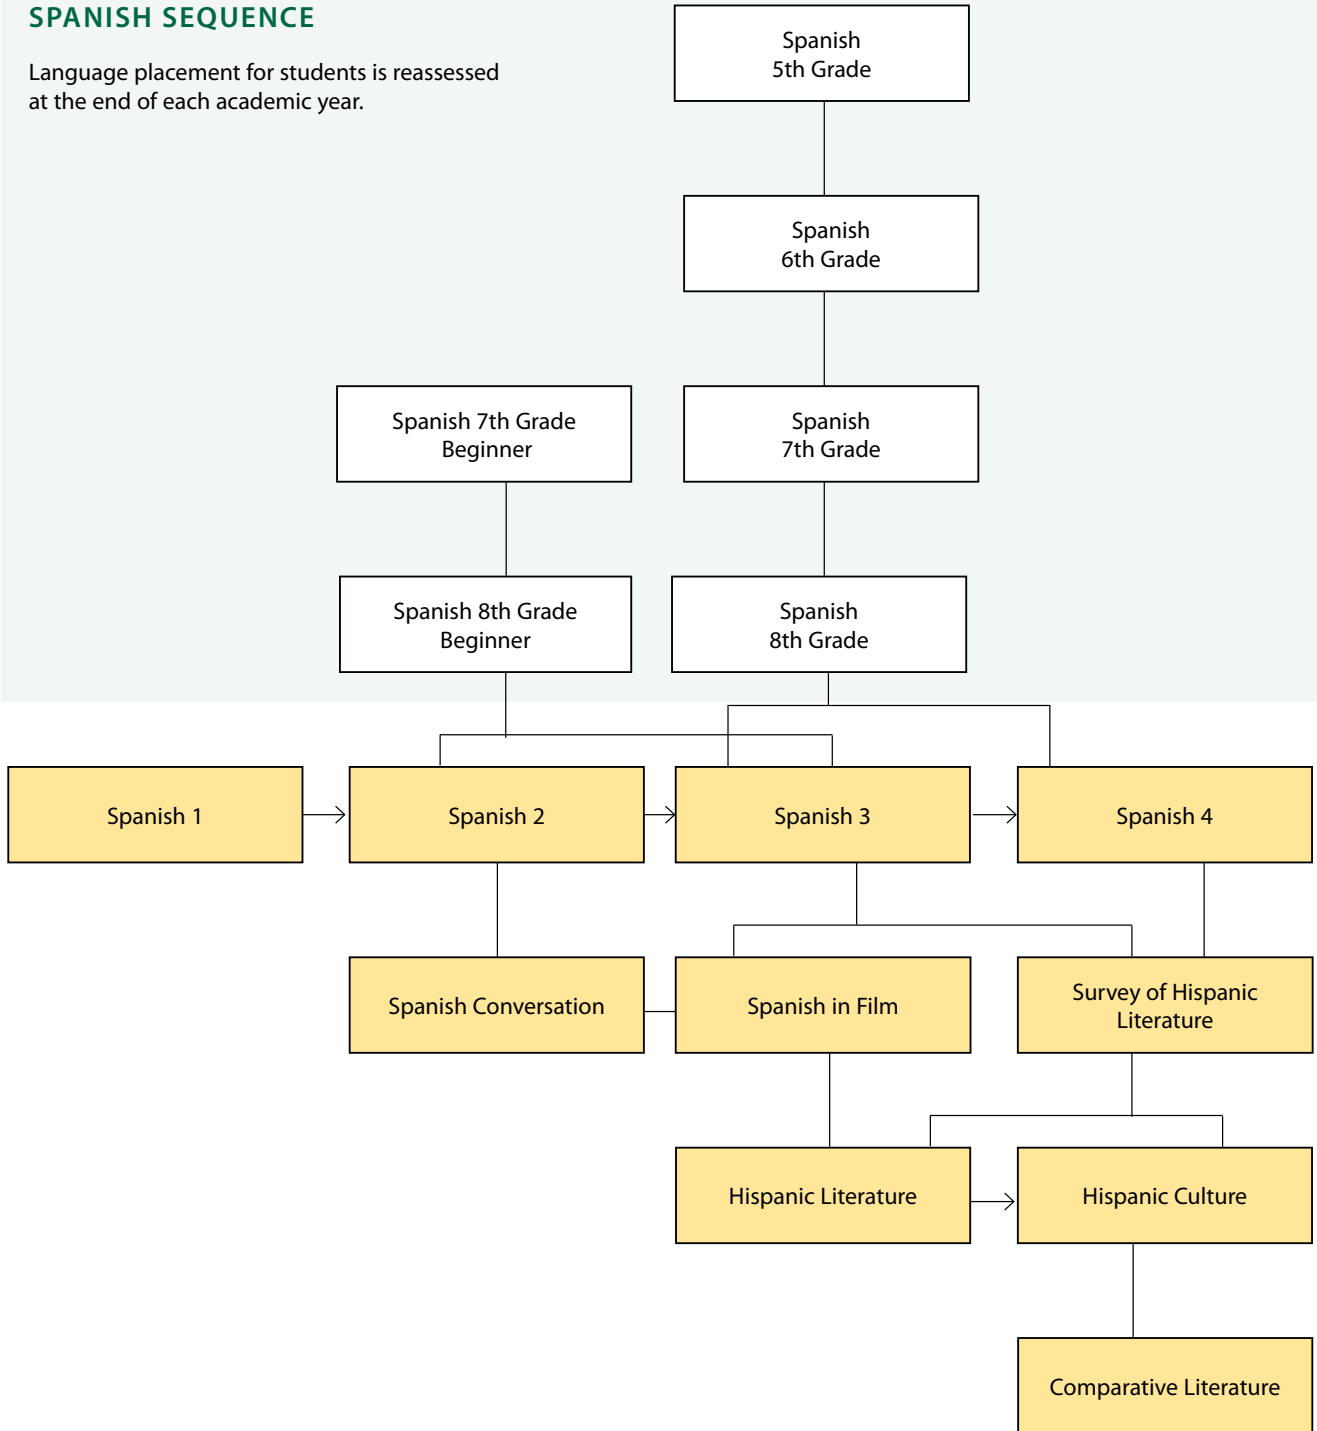 SPANISH SEQUENCE
Language placement for students is reassessed
at the end of each academic year.
Spanish
5th Grade
Spanish
6th Grade
Spanish 7th Grade
Beginner
Spanish
7th Grade
Spanish 8th Grade
Beginner
Spanish
8th Grade
Spanish 1
Spanish 2
Spanish 3
Spanish 4
Spanish Conversation
Spanish in Film
Survey of Hispanic
Literature
Hispanic Literature
Hispanic Culture
Comparative Literature